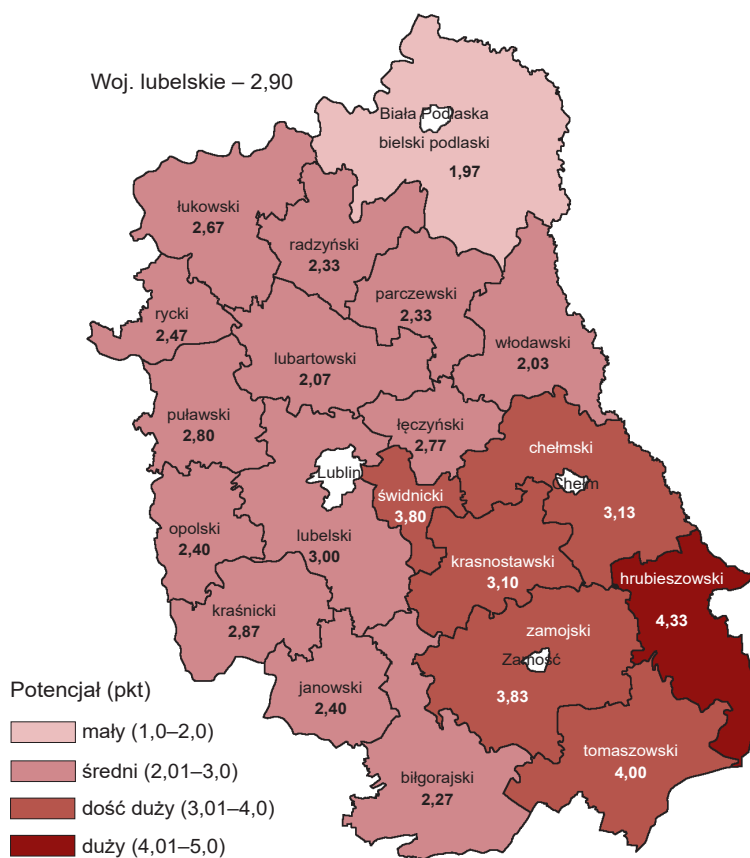 Woj. lubelskie – 2,90
Biała Podlaska
bielski podlaski
1,97
łukowski
2,67
radzyński
2,33
parczewski
2,33
rycki
2,47
włodawski
2,03
lubartowski
2,07
puławski
2,80
łęczyński
2,77
chełmski
Chełm
3,13
Lublin
świdnicki
3,80
opolski
2,40
lubelski
3,00
krasnostawski
3,10
hrubieszowski
4,33
kraśnicki
2,87
zamojski
Zamość
3,83
janowski
2,40
tomaszowski
4,00
biłgorajski
2,27
Potencjał (pkt)
mały (1,0–2,0)
średni (2,01–3,0)
dość duży (3,01–4,0)
duży (4,01–5,0)